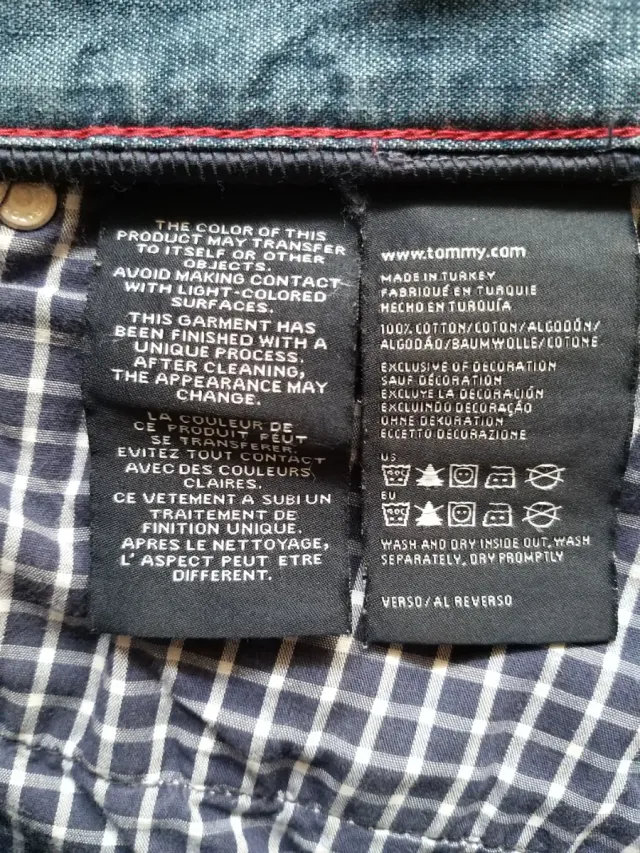 THE COLOR OF THIS
PRODUCT MAY TRANSFER
TO ITSELF OR OTHER
OBJECTS.
AVOID MAKING CONTACT
WITH LIGHT-COLORED
SURFACES.
THIS GARMENT HAS
BEEN FINISHED WITH A
UNIQUE PROCESS.
AFTER CLEANING,
THE APPEARANCE MAY
CHANGE.
LA COULEUR DE
CE PRODUIT PEUT
SE TRANSFERER.
EVITEZ TOUT CONTACT
AVEC DES COULEURS
CLAIRES.
CE VETEMENT A SUBI UN
TRAITEMENT DE
FINITION UNIQUE.
APRES LE NETTOYAGE,
L' ASPECT PEUT ETRE
DIFFERENT.
www.tommy.com
MADE IN TURKEY
FABRIQUÉ EN TURQUIE
HECHO EN TURQUÍA
100% COTTON/COTON/ALGODÓN/
ALGODÃO/BAUMWOLLE/COTONE
EXCLUSIVE OF DECORATION
SAUF DÉCORATION
EXCLUYE LA DECORACIÓN
EXCLUINDO DECORAÇÃO
OHNE DEKORATION
ECCETTO DECORAZIONE
US
EU
WASH AND DRY INSIDE OUT, WASH
SEPARATELY, DRY PROMPTLY
VERSO/AL REVERSO